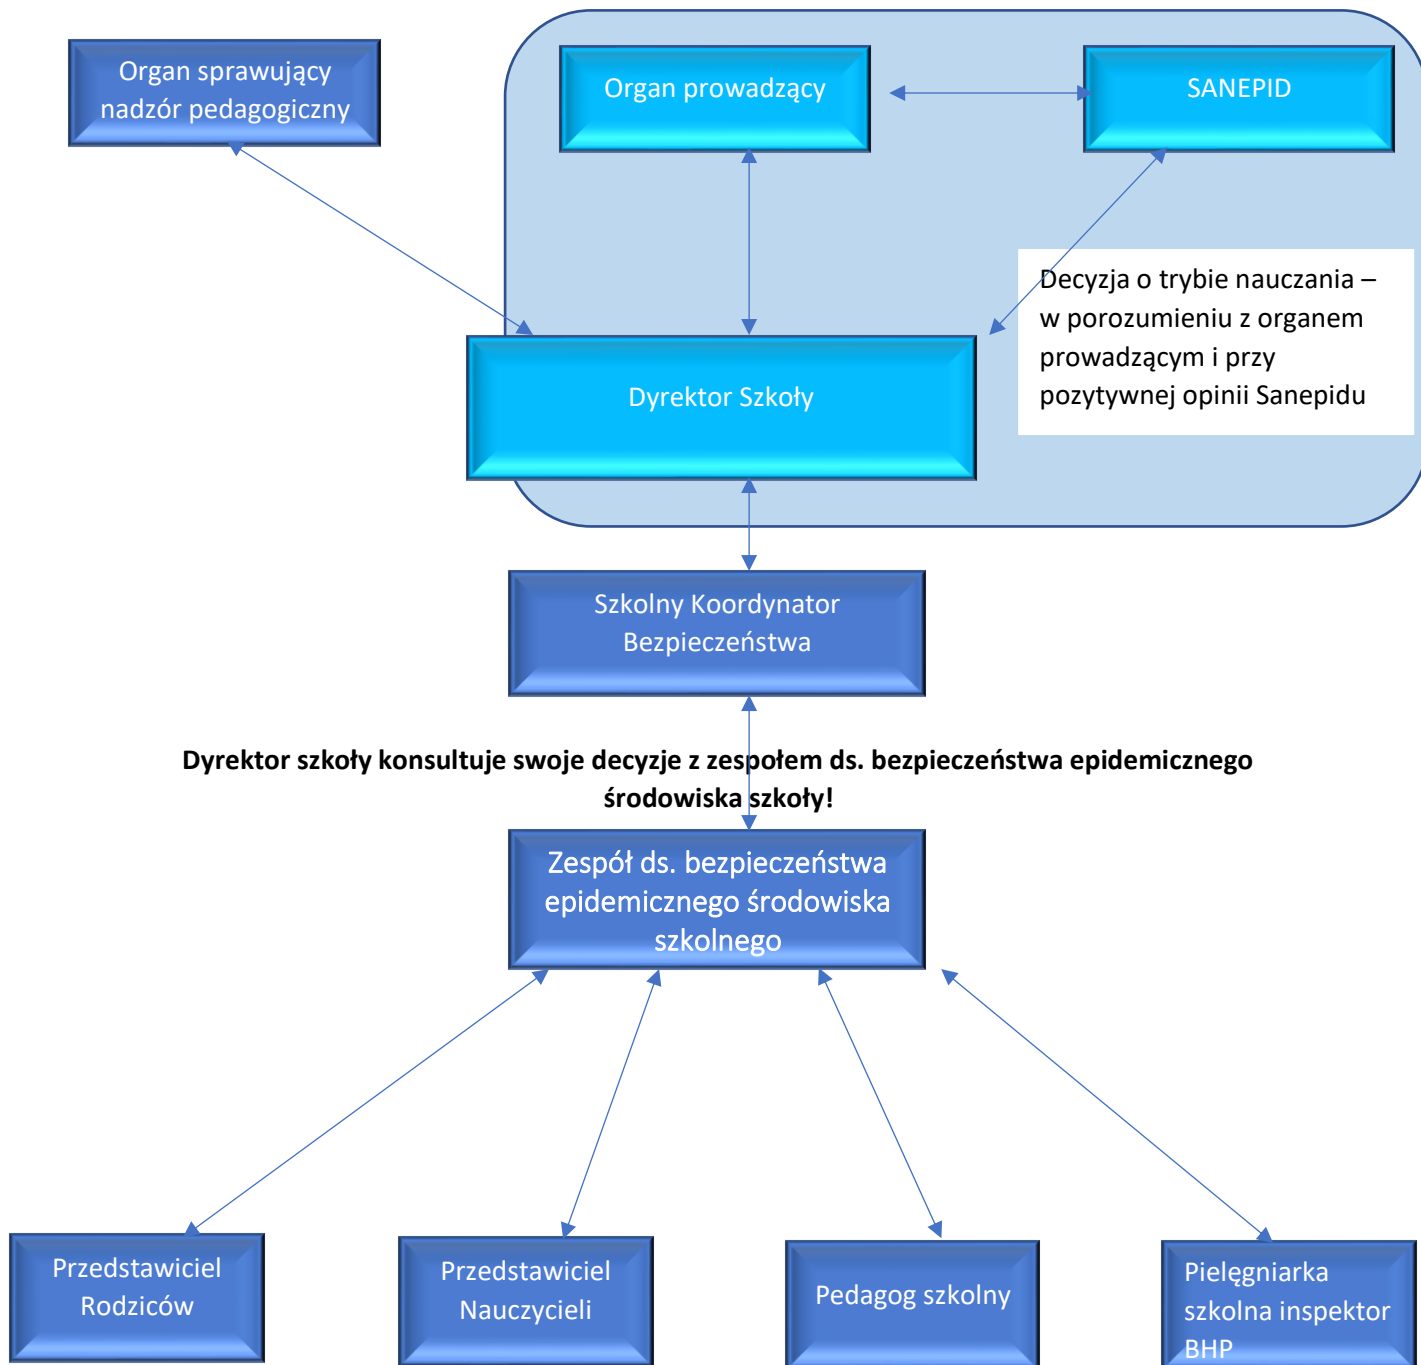 Organ sprawujący
nadzór pedagogiczny
Organ prowadzący
SANEPID
Decyzja o trybie nauczania –
w porozumieniu z organem
prowadzącym i przy
pozytywnej opinii Sanepidu
Dyrektor Szkoły
Szkolny Koordynator
Bezpieczeństwa
Dyrektor szkoły konsultuje swoje decyzje z zespołem ds. bezpieczeństwa epidemicznego
środowiska szkoły!
Zespół ds. bezpieczeństwa
epidemicznego środowiska
szkolnego
Przedstawiciel
Rodziców
Przedstawiciel
Nauczycieli
Pedagog szkolny
Pielęgniarka
szkolna inspektor
BHP